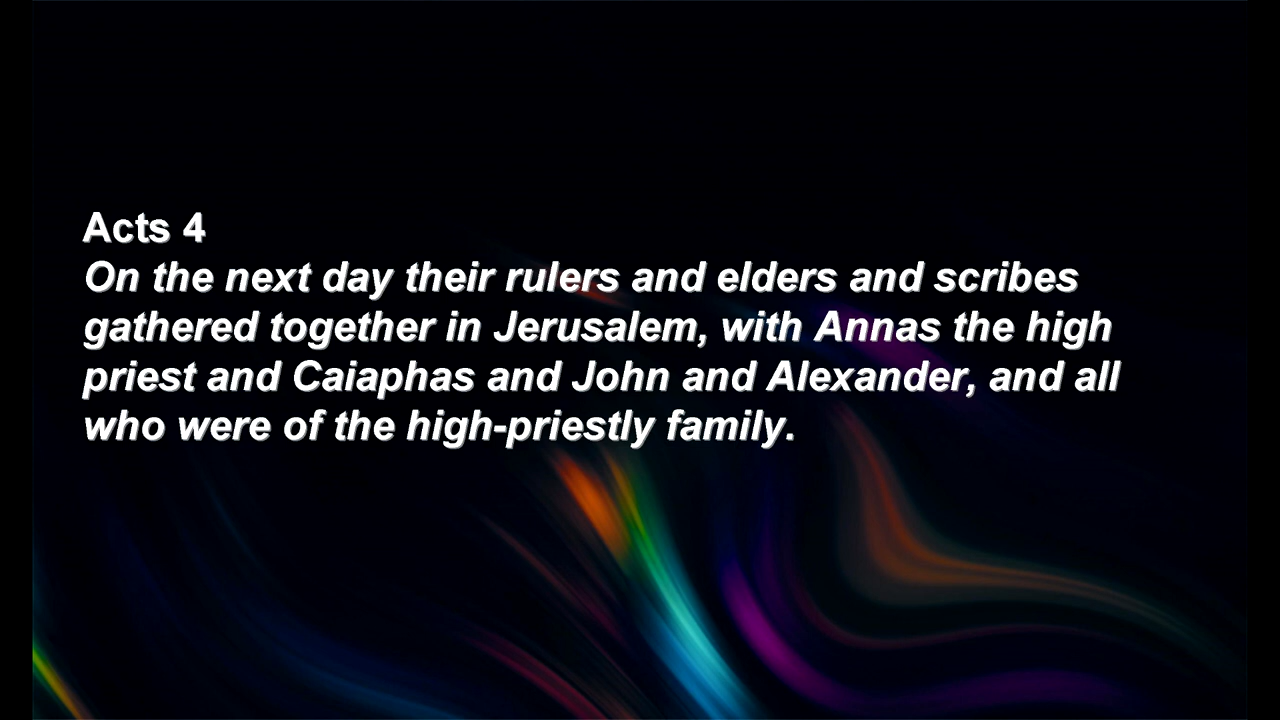 Acts 4
On the next day their rulers and elders and scribes
gathered together in Jerusalem, with Annas the high
priest and Caiaphas and John and Alexander, and all
who were of the high-priestly family.